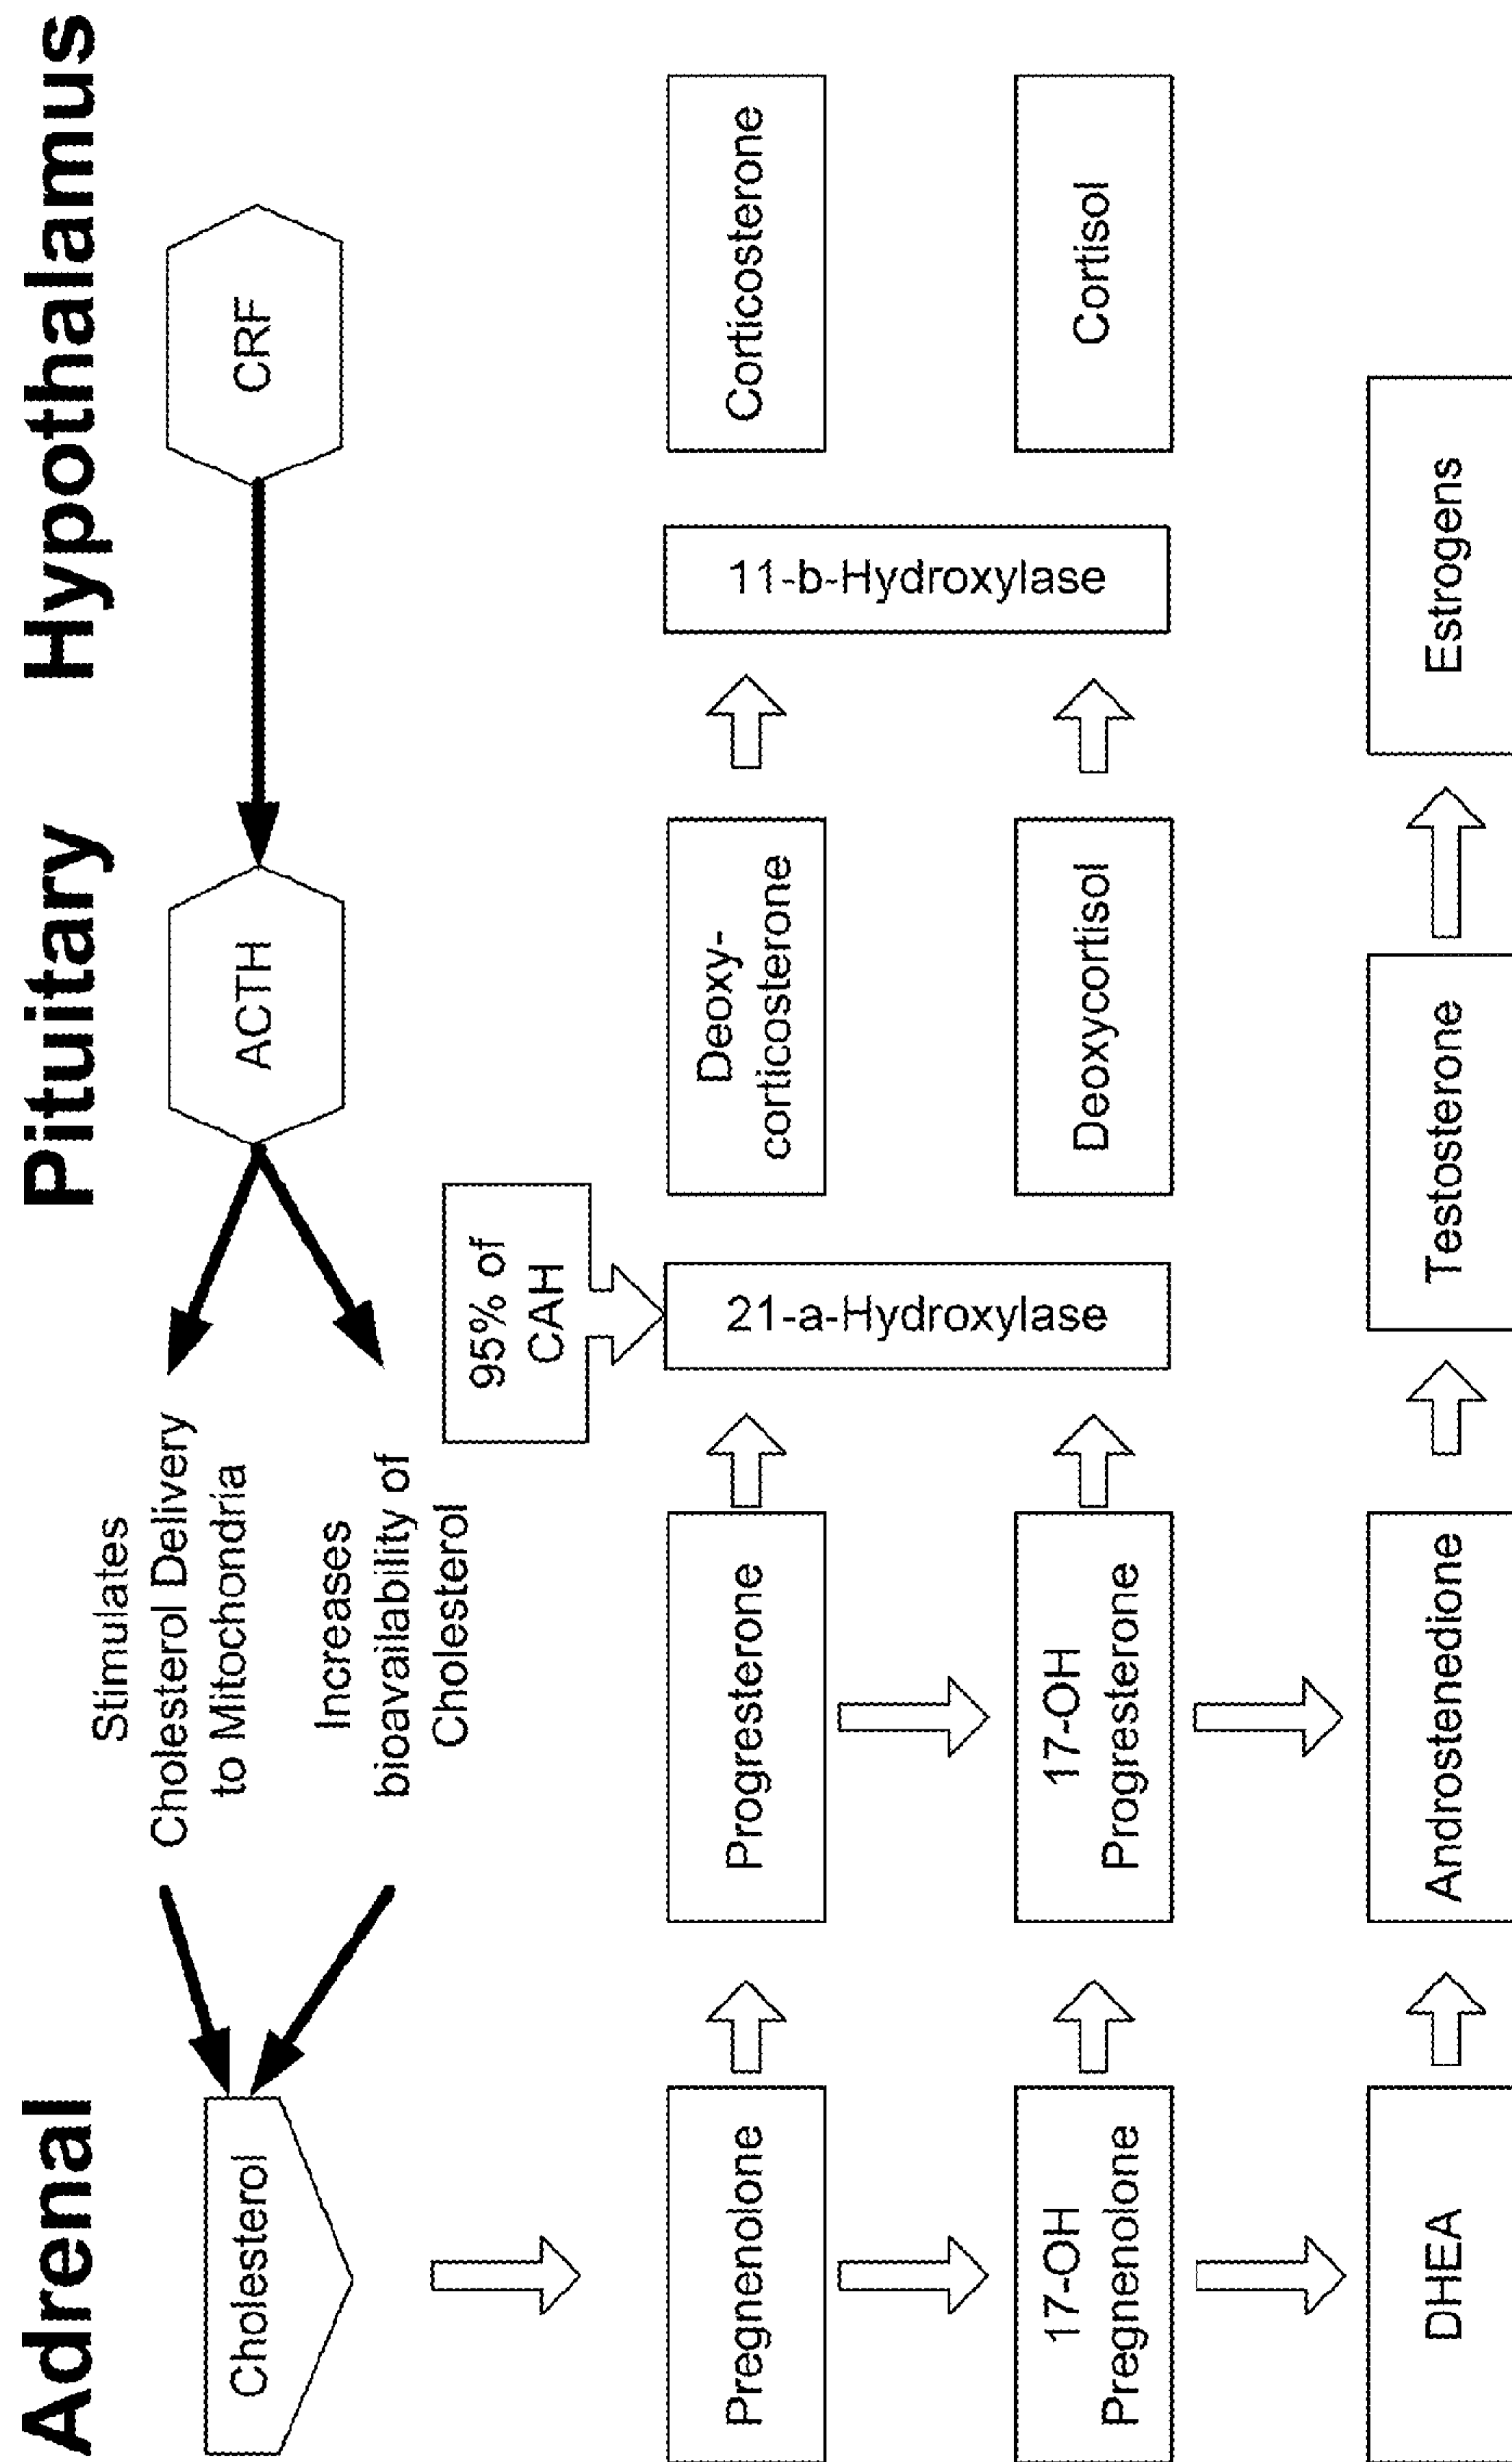 Adrenal
Pituitary
Hypothalamus
Cholesterol
Stimulates
Cholesterol Delivery
to Mitochondria
Increases
bioavailability of
Cholesterol
ACTH
CRF
95% of
CAH
Pregnenolone
Progesterone
21-a-Hydroxylase
Deoxy-
corticosterone
11-b-Hydroxylase
Corticosterone
17-OH
Pregnenolone
17-OH
Progresterone
Deoxycortisol
Cortisol
DHEA
Androstenedione
Testosterone
Estrogens